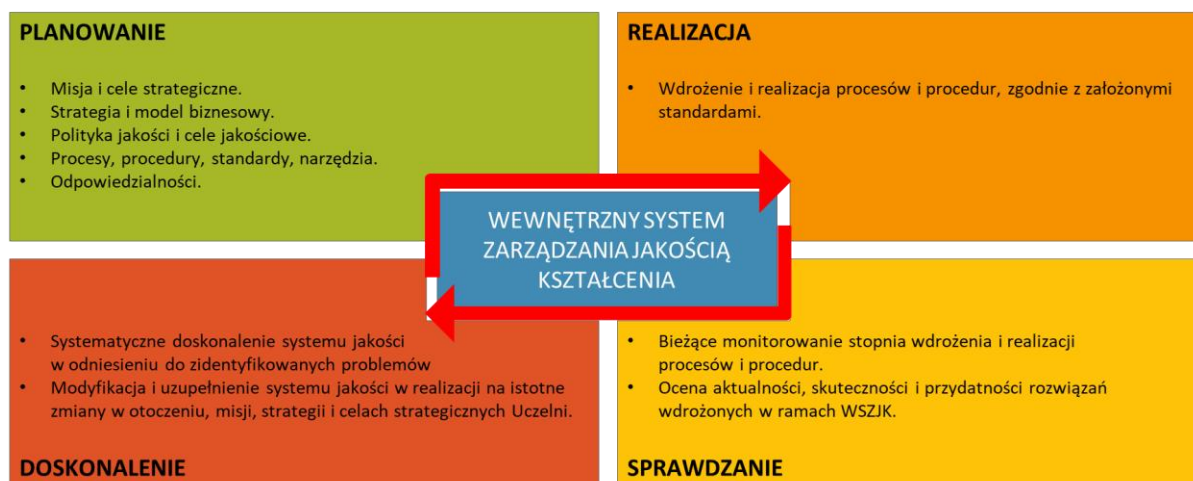 PLANOWANIE
• Misja i cele strategiczne.
• Strategia i model biznesowy.
• Polityka jakości i cele jakościowe.
• Procesy, procedury, standardy, narzędzia.
• Odpowiedzialności.
REALIZACJA
• Wdrożenie i realizacja procesów i procedur, zgodnie z założonymi
standardami.
WEWNĘTRZNY SYSTEM
ZARZĄDZANIA JAKOŚCIĄ
KSZTAŁCENIA
• Systematyczne doskonalenie systemu jakości
w odniesieniu do zidentyfikowanych problemów
• Modyfikacja i uzupełnienie systemu jakości w realizacji na istotne
zmiany w otoczeniu, misji, strategii i celach strategicznych Uczelni.
DOSKONALENIE
• Bieżące monitorowanie stopnia wdrożenia i realizacji
procesów i procedur.
• Ocena aktualności, skuteczności i przydatności rozwiązań
wdrożonych w ramach WSZJK.
SPRAWDZANIE